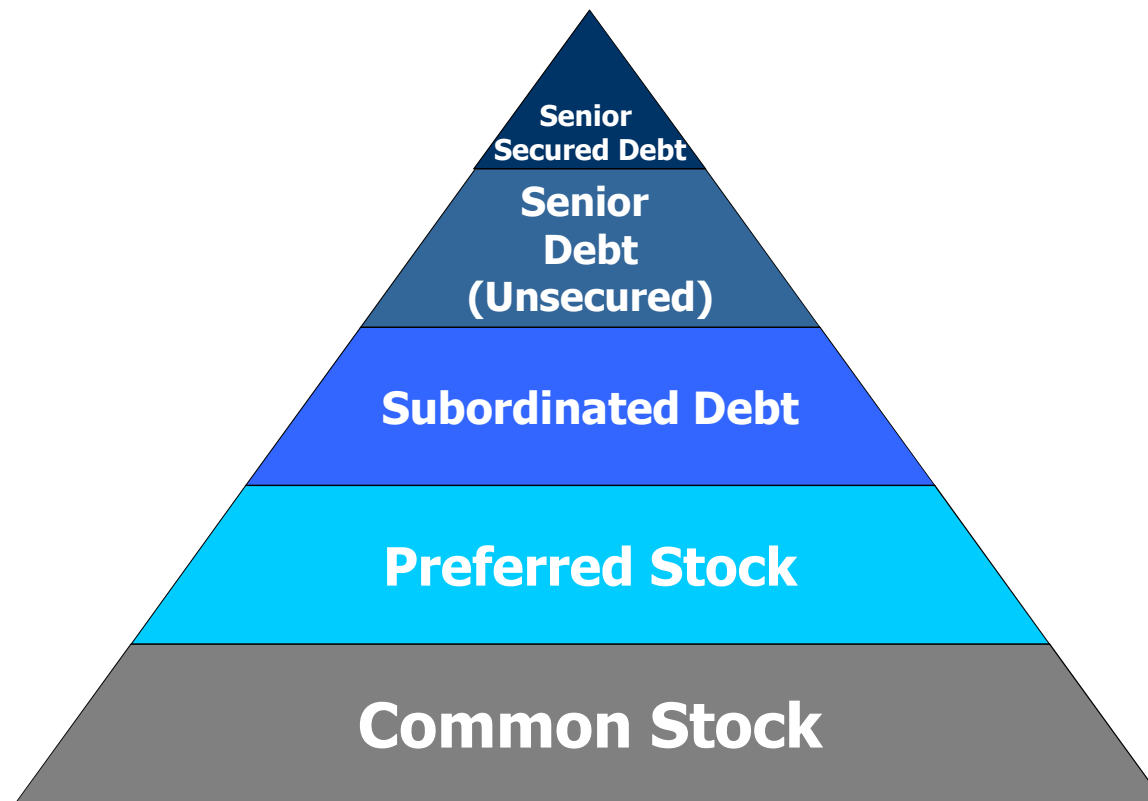 Senior
Secured Debt
Senior
Debt
(Unsecured)
Subordinated Debt
Preferred Stock
Common Stock